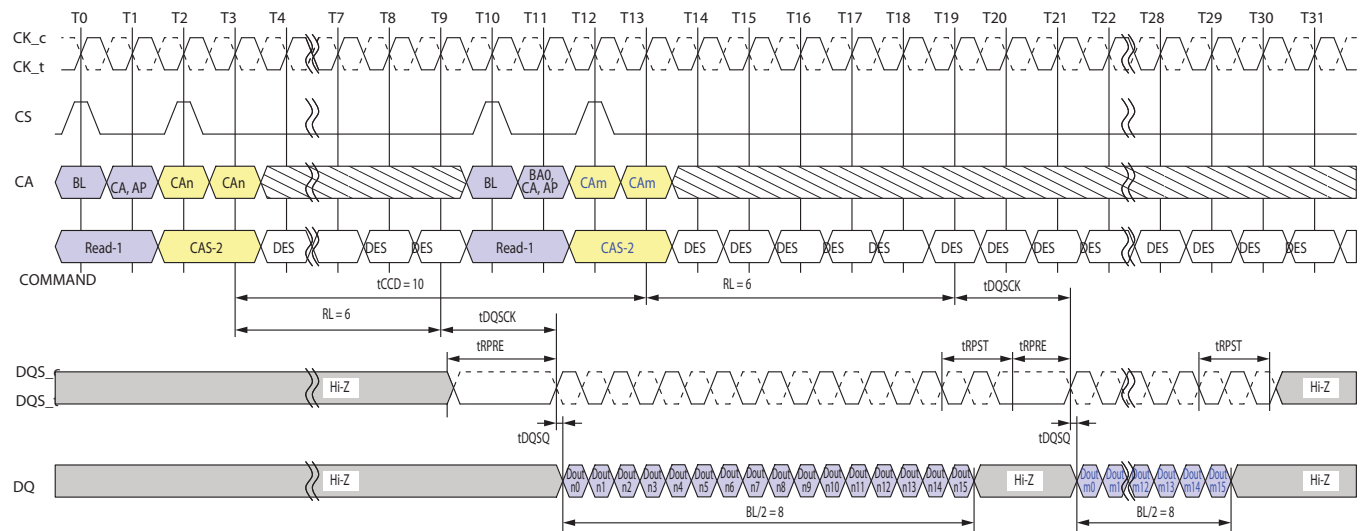 T0 T1 T2 T3 T4 T7 T8 T9 T10 T11 T12 T13 T14 T15 T16 T17 T18 T19 T20 T21 T22 T28 T29 T30 T31
CK_c
CK_t
CS
CA BL CA, AP CAn CAn BL BA0, CA, AP CAm CAm
Read-1 CAS-2 DES DES DES DES Read-1 CAS-2 DES DES DES DES DES DES DES DES DES DES DES DES DES
COMMAND
tCCD = 10 RL = 6 tDQSCK
RL = 6 tDQSCK
tRPRE tRPST tRPRE tRPST
DQS_c Hi-Z Hi-Z
DQS_t
tDQSQ tDQSQ
DQ Hi-Z Dout n0 Dout n1 Dout n2 Dout n3 Dout n4 Dout n5 Dout n6 Dout n7 Dout n8 Dout n9 Dout n10 Dout n11 Dout n12 Dout n13 Dout n14 Dout n15 Hi-Z Dout m0 Dout m1 Dout m12 Dout m13 Dout m14 Dout m15 Hi-Z
BL/2 = 8 BL/2 = 8